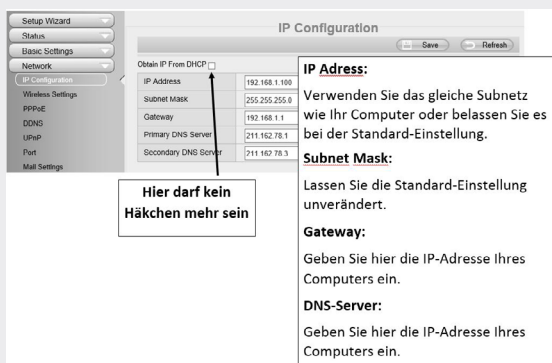 Setup Wizard
Status
Basic Settings
Network
IP Configuration
Wireless Settings
PPPoE
DDNS
UPnP
Port
Mail Settings
IP Configuration
Save
Refresh
Obtain IP From DHCP
IP Address
192.168.1.100
Subnet Mask
255.255.255.0
Gateway
192.168.1.1
Primary DNS Server
211.162.78.1
Secondary DNS Server
211.162.78.3
Hier darf kein
Häkchen mehr sein
IP Adress:
Verwenden Sie das gleiche Subnetz
wie Ihr Computer oder belassen Sie es
bei der Standard-Einstellung.
Subnet Mask:
Lassen Sie die Standard-Einstellung
unverändert.
Gateway:
Geben Sie hier die IP-Adresse Ihres
Computers ein.
DNS-Server:
Geben Sie hier die IP-Adresse Ihres
Computers ein.